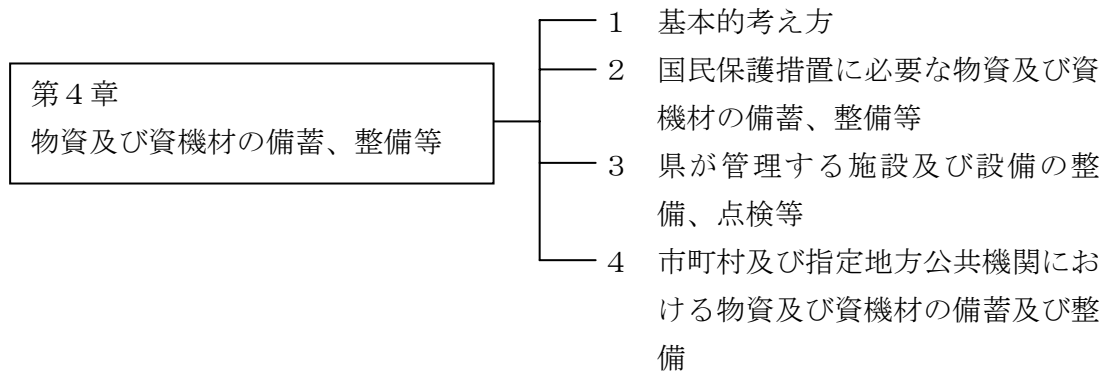 第４章
物資及び資機材の備蓄、整備等
１　基本的考え方
２　国民保護措置に必要な物資及び資
機材の備蓄、整備等
３　県が管理する施設及び設備の整
備、点検等
４　市町村及び指定地方公共機関にお
ける物資及び資機材の備蓄及び整
備